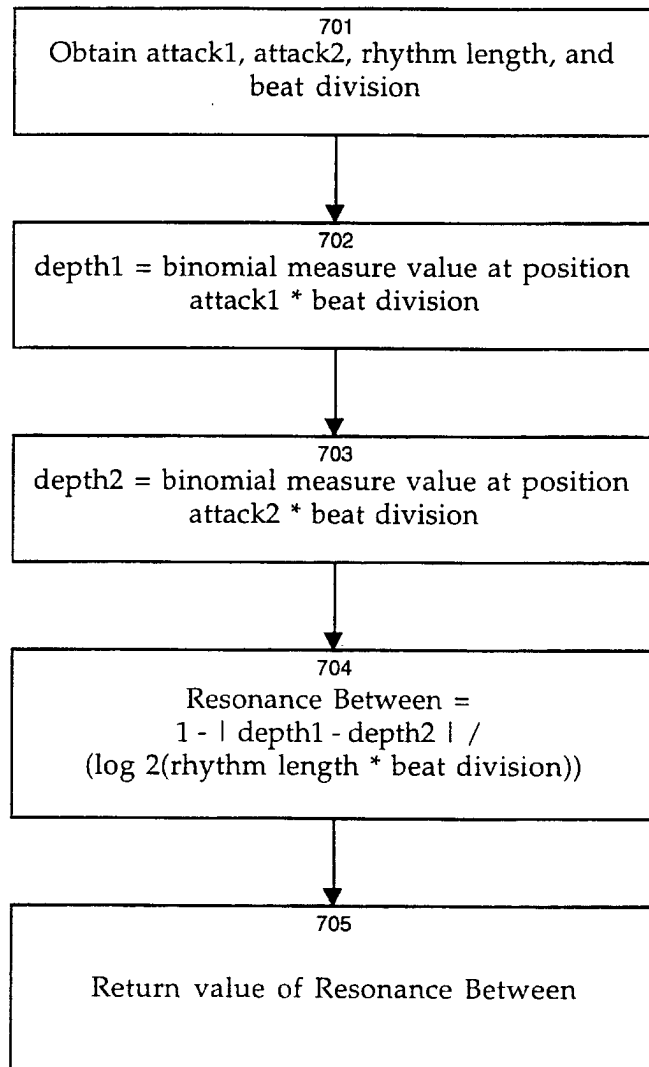 701
Obtain attack1, attack2, rhythm length, and
beat division
702
depth1 = binomial measure value at position
attack1 * beat division
703
depth2 = binomial measure value at position
attack2 * beat division
704
Resonance Between =
1 - | depth1 - depth2 | /
(log 2(rhythm length * beat division))
705
Return value of Resonance Between